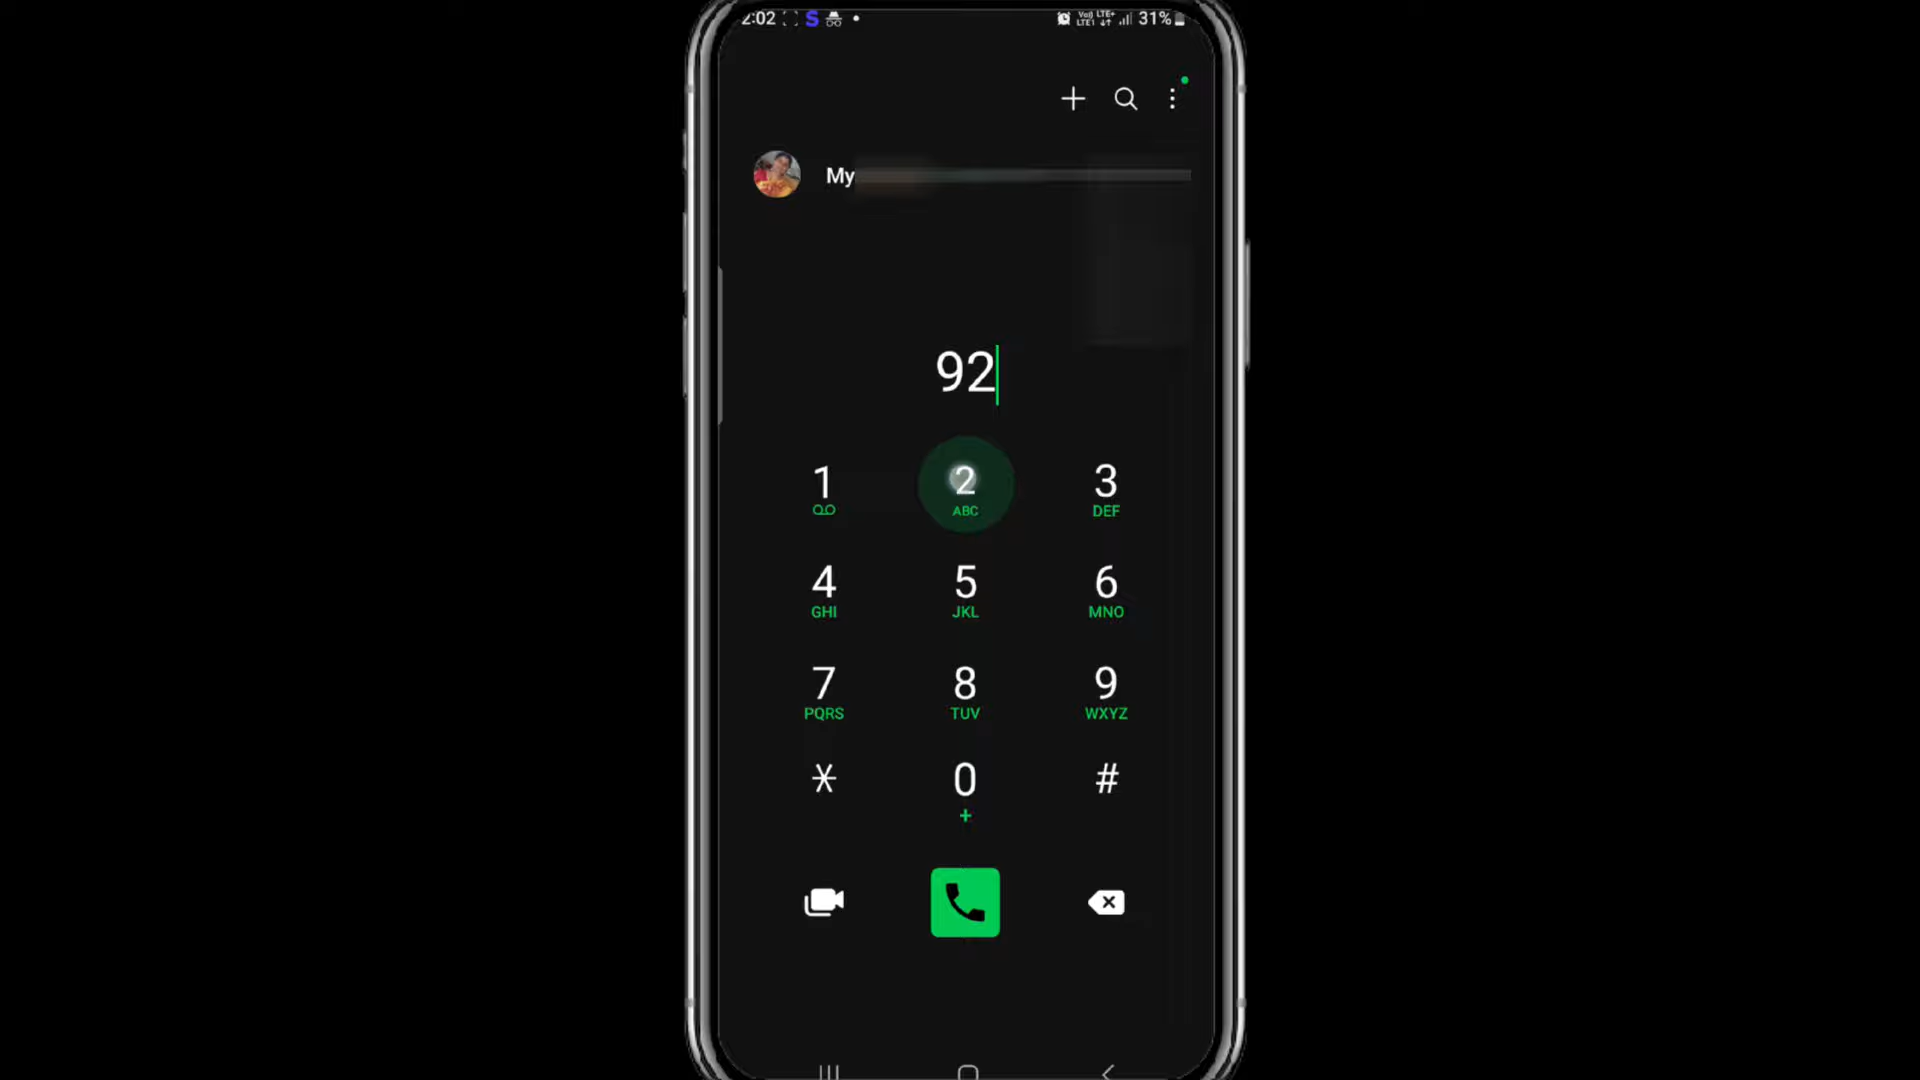 2:02 S 31%
My
92
1 2 3
ABC DEF
4 5 6
GHI JKL MNO
7 8 9
PQRS TUV WXYZ
* 0 #
+